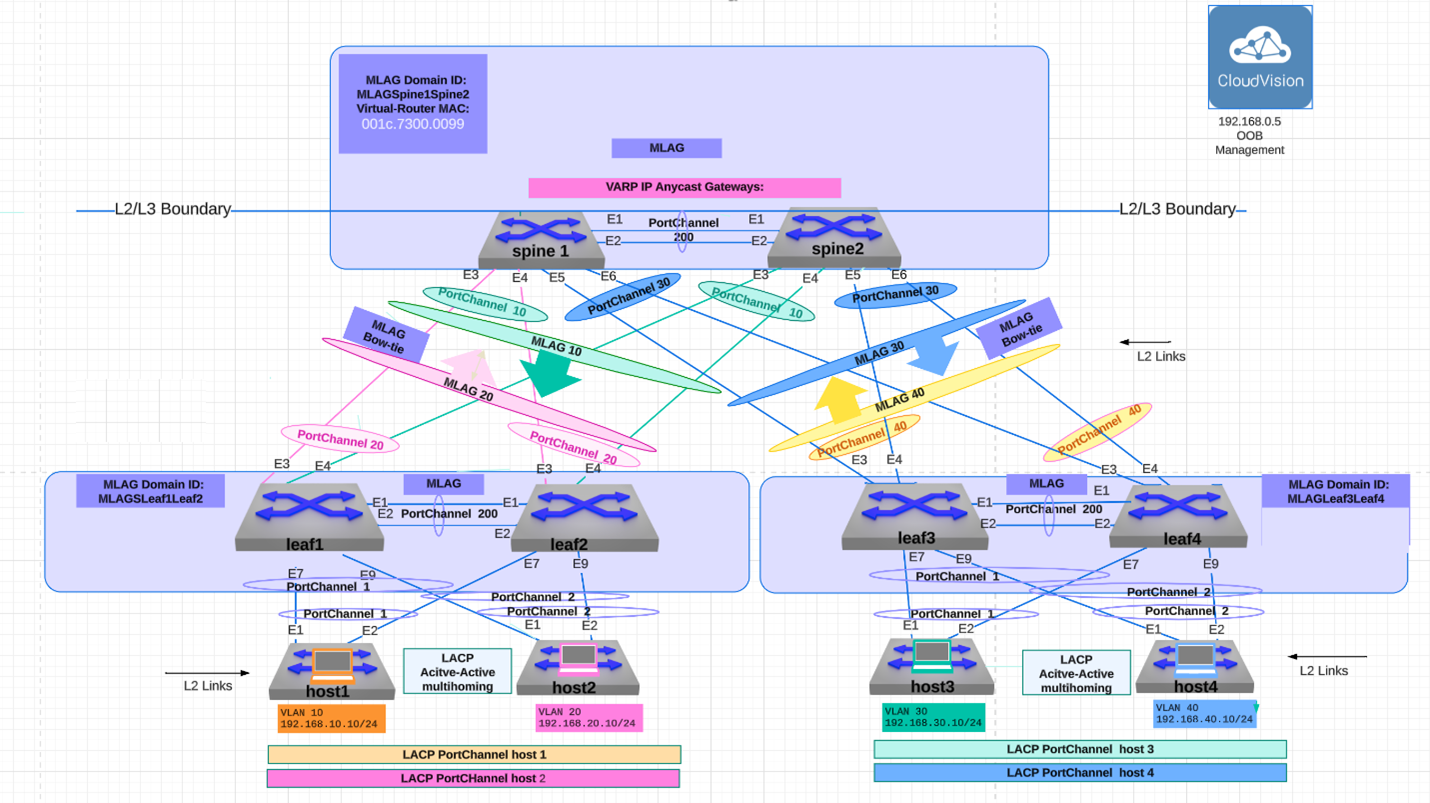 MLAG Domain ID:
MLAGSpine1Spine2
Virtual-Router MAC:
001c.7300.0099
CloudVision
192.168.0.5
OOB
Management
MLAG
VARP IP Anycast Gateways:
L2/L3 Boundary
L2/L3 Boundary
E1
PortChannel
E1
E2
200
E2
spine 1
spine2
E3
E4
E5
E6
E3
E4
E5
E6
PortChannel 10
PortChannel 30
PortChannel 10
PortChannel 30
MLAG
Bow-tie
MLAG 10
MLAG 20
MLAG 30
MLAG 40
MLAG
Bow-tie
L2 Links
PortChannel 20
PortChannel 20
PortChannel 40
PortChannel 40
E3
E4
E3
E4
E3
E4
E3
E4
MLAG Domain ID:
MLAGSLeaf1Leaf2
MLAG
E1
E1
E2
PortChannel 200
E2
leaf1
leaf2
MLAG
E1
E1
PortChannel 200
E2
E2
leaf3
leaf4
MLAG Domain ID:
MLAGLeaf3Leaf4
E7
E9
E7
E9
PortChannel 1
PortChannel 2
PortChannel 1
PortChannel 2
E1
E2
E1
E2
E7
E9
E7
E9
PortChannel 1
PortChannel 2
PortChannel 1
PortChannel 2
E1
E2
E1
E2
L2 Links
host1
LACP
Acitve-Active
multihoming
host2
host3
LACP
Acitve-Active
multihoming
host4
L2 Links
VLAN 10
192.168.10.10/24
VLAN 20
192.168.20.10/24
VLAN 30
192.168.30.10/24
VLAN 40
192.168.40.10/24
LACP PortChannel host 1
LACP PortCHannel host 2
LACP PortChannel host 3
LACP PortChannel host 4